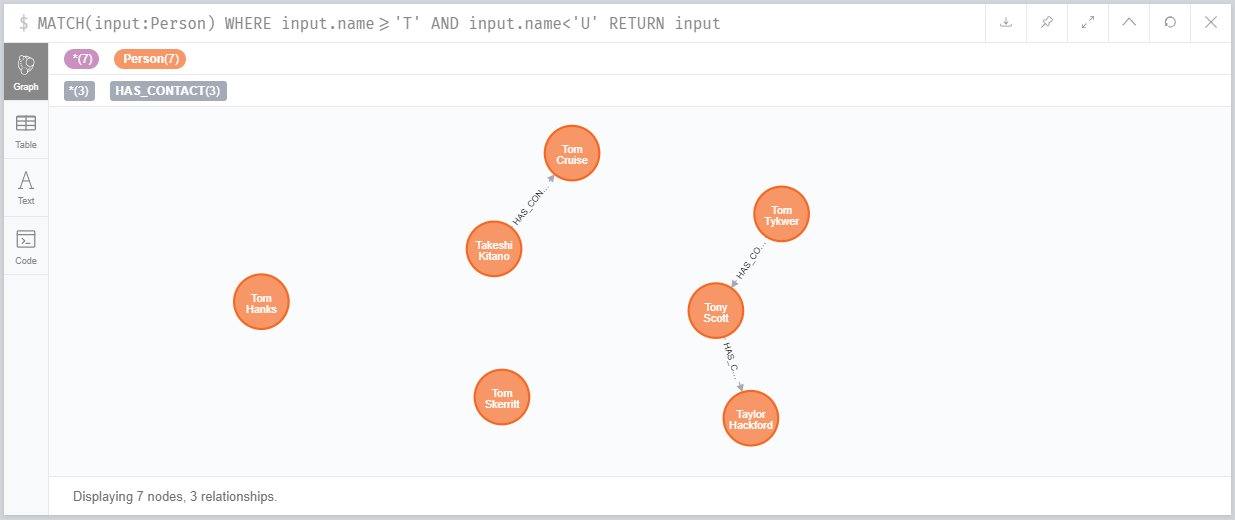 $ MATCH(input:Person) WHERE input.name>='T' AND input.name<'U' RETURN input
*(7) Person(7)
Graph
*(3) HAS_CONTACT(3)
Table
Text
Code
Tom
Cruise
HAS_CON...
Takeshi
Kitano
Tom
Tykwer
HAS_CO...
Tom
Hanks
Tony
Scott
HAS_C...
Tom
Skerritt
Taylor
Hackford
Displaying 7 nodes, 3 relationships.